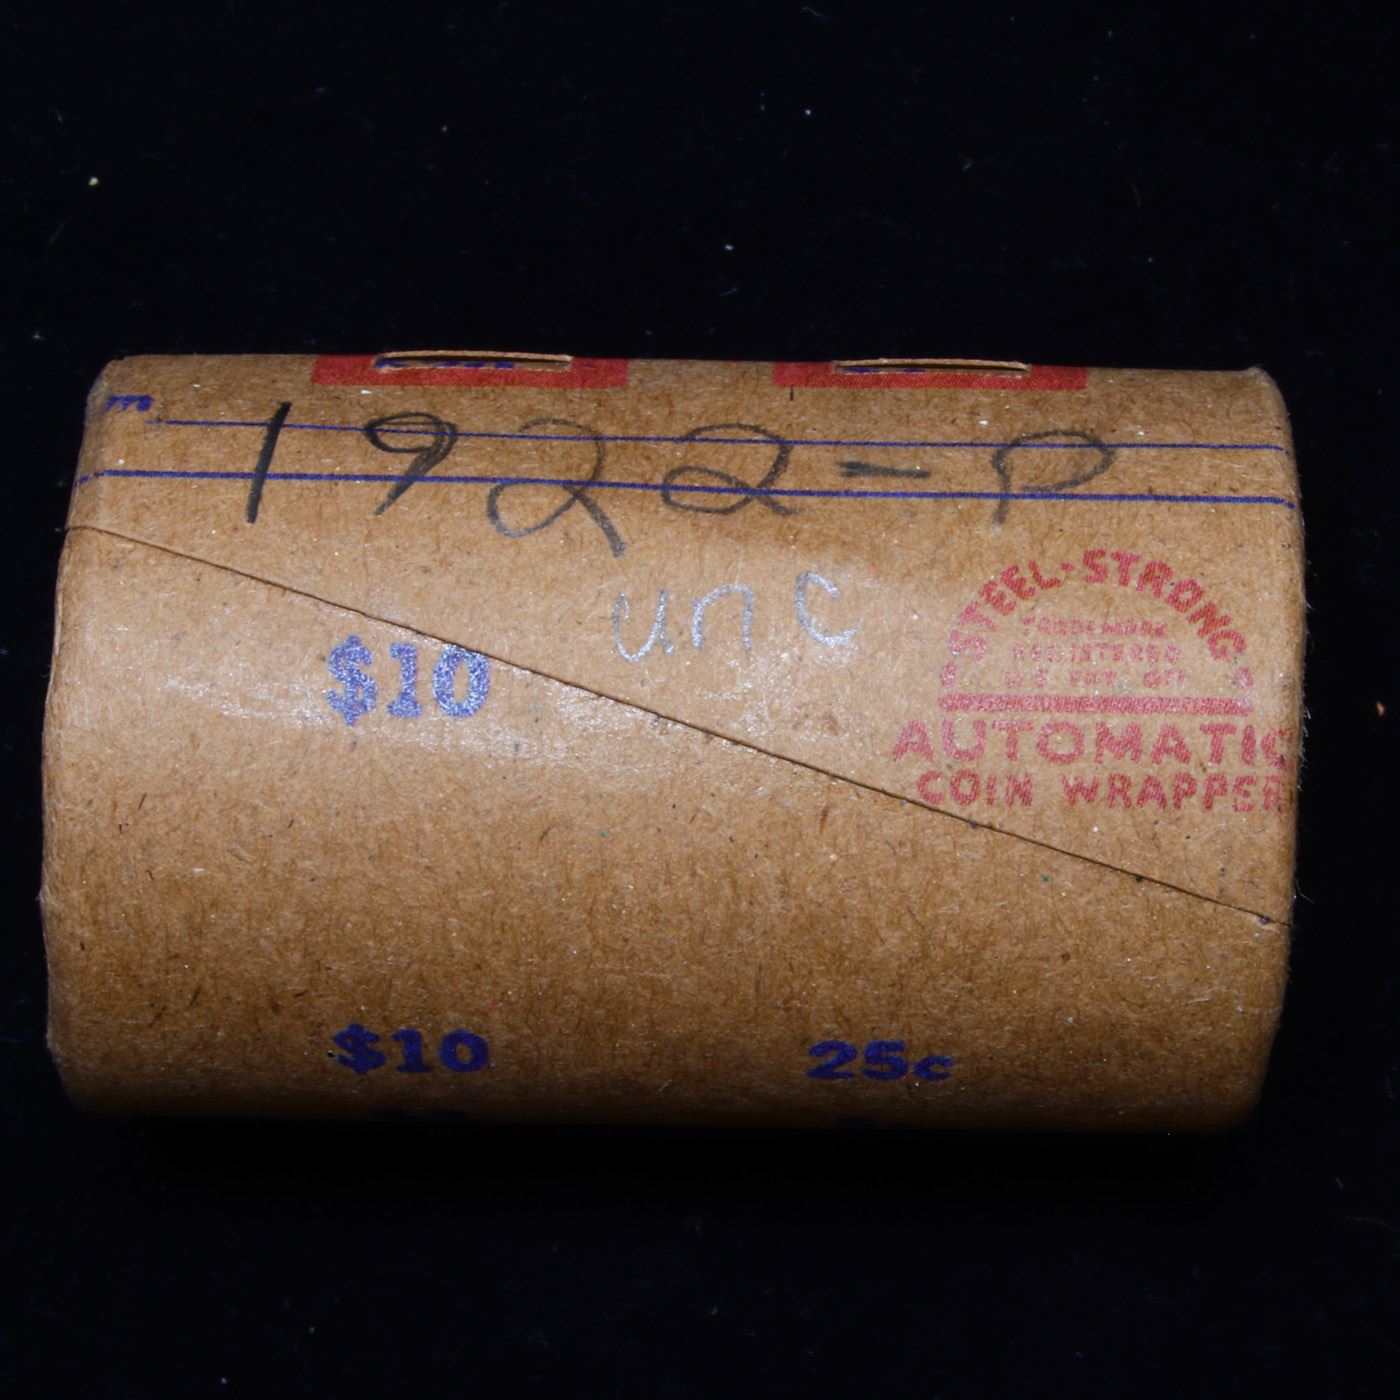 1922-P
unc
STEEL·STRONG
TRADEMARK
REGISTERED
U S PAT OFF
AUTOMATIC
COIN WRAPPER
$10
$10 25c